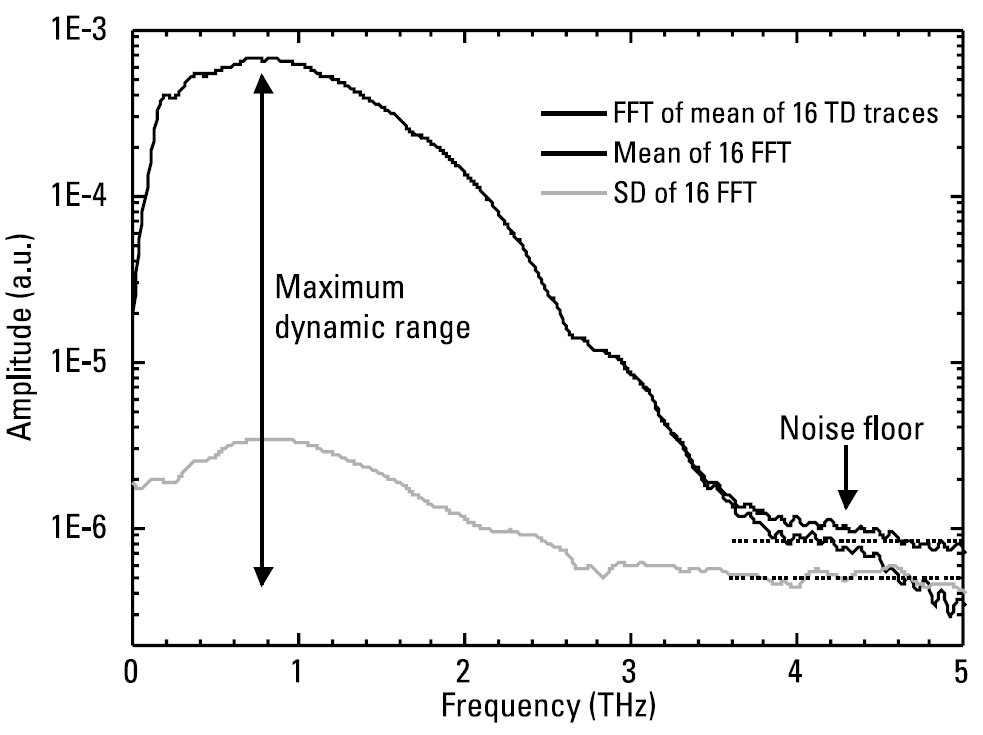 1E-3
1E-4
1E-5
1E-6
Amplitude (a.u.)
FFT of mean of 16 TD traces
Mean of 16 FFT
SD of 16 FFT
Maximum
dynamic range
Noise floor
0 1 2 3 4 5
Frequency (THz)